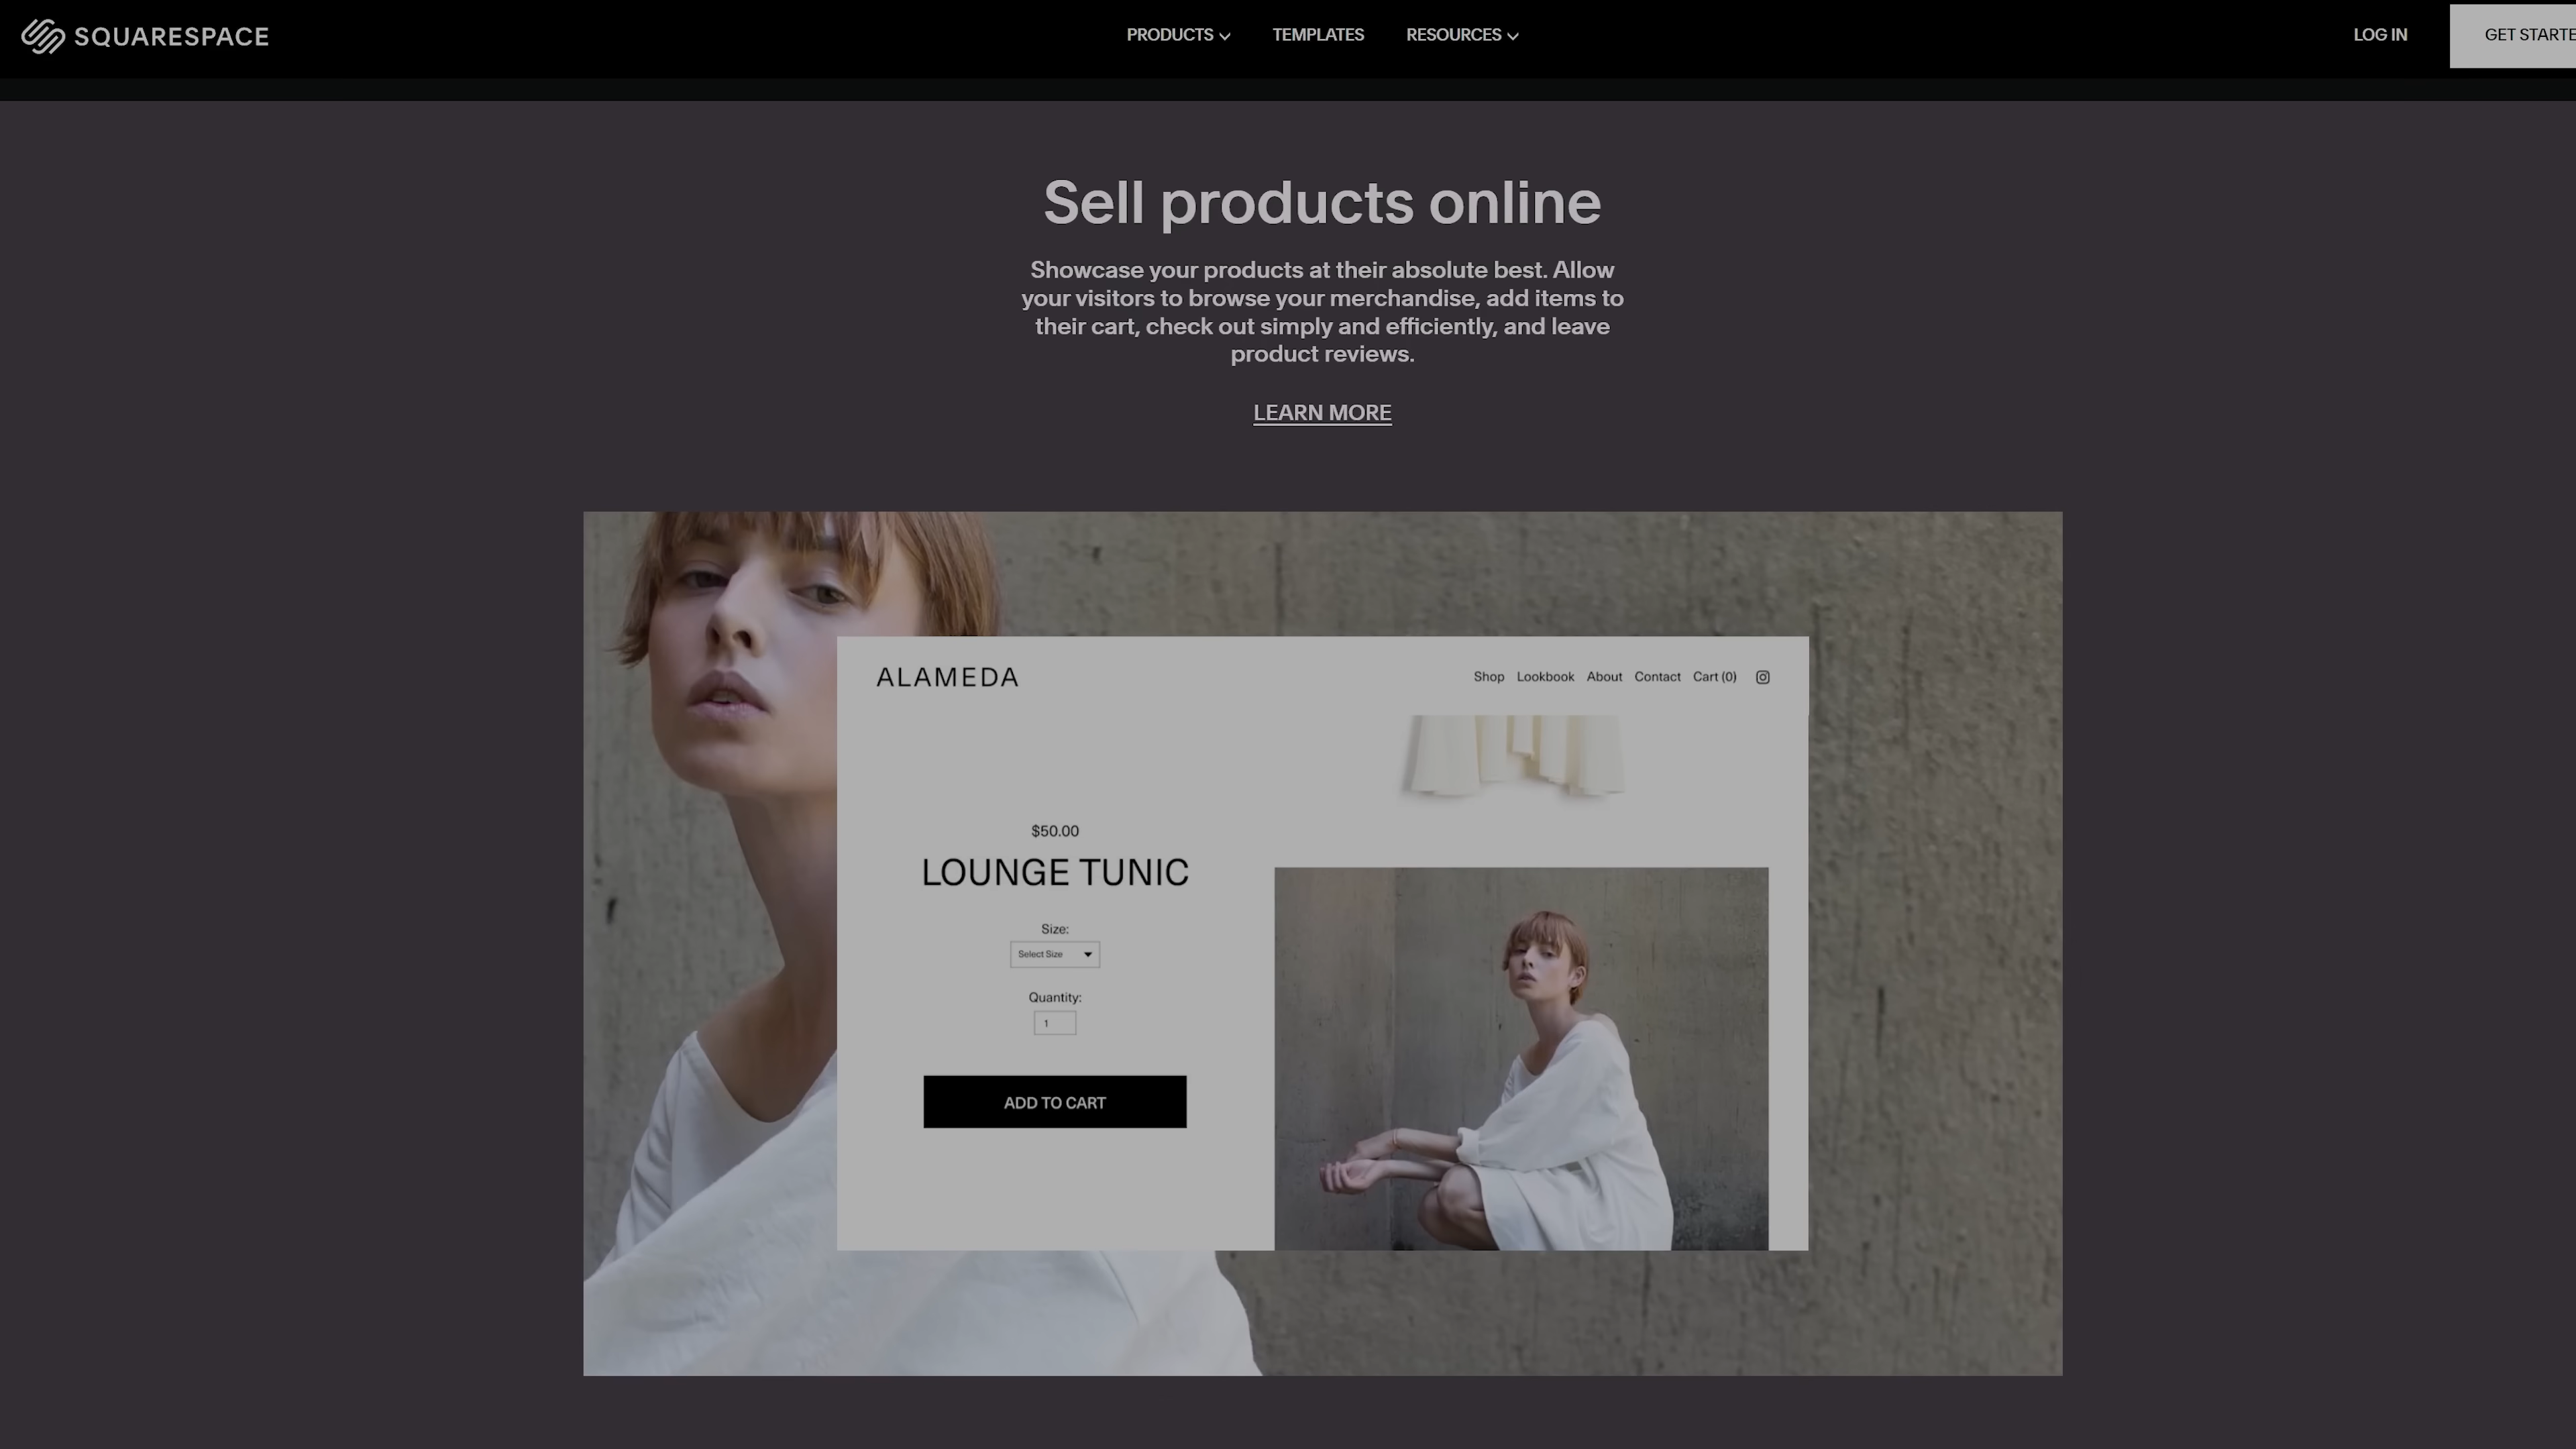 SQUARESPACE
PRODUCTS
TEMPLATES
RESOURCES
LOG IN
GET STARTE
Sell products online
Showcase your products at their absolute best. Allow
your visitors to browse your merchandise, add items to
their cart, check out simply and efficiently, and leave
product reviews.
LEARN MORE
ALAMEDA
Shop
Lookbook
About
Contact
Cart (0)
$50.00
LOUNGE TUNIC
Size:
Select Size
Quantity:
1
ADD TO CART